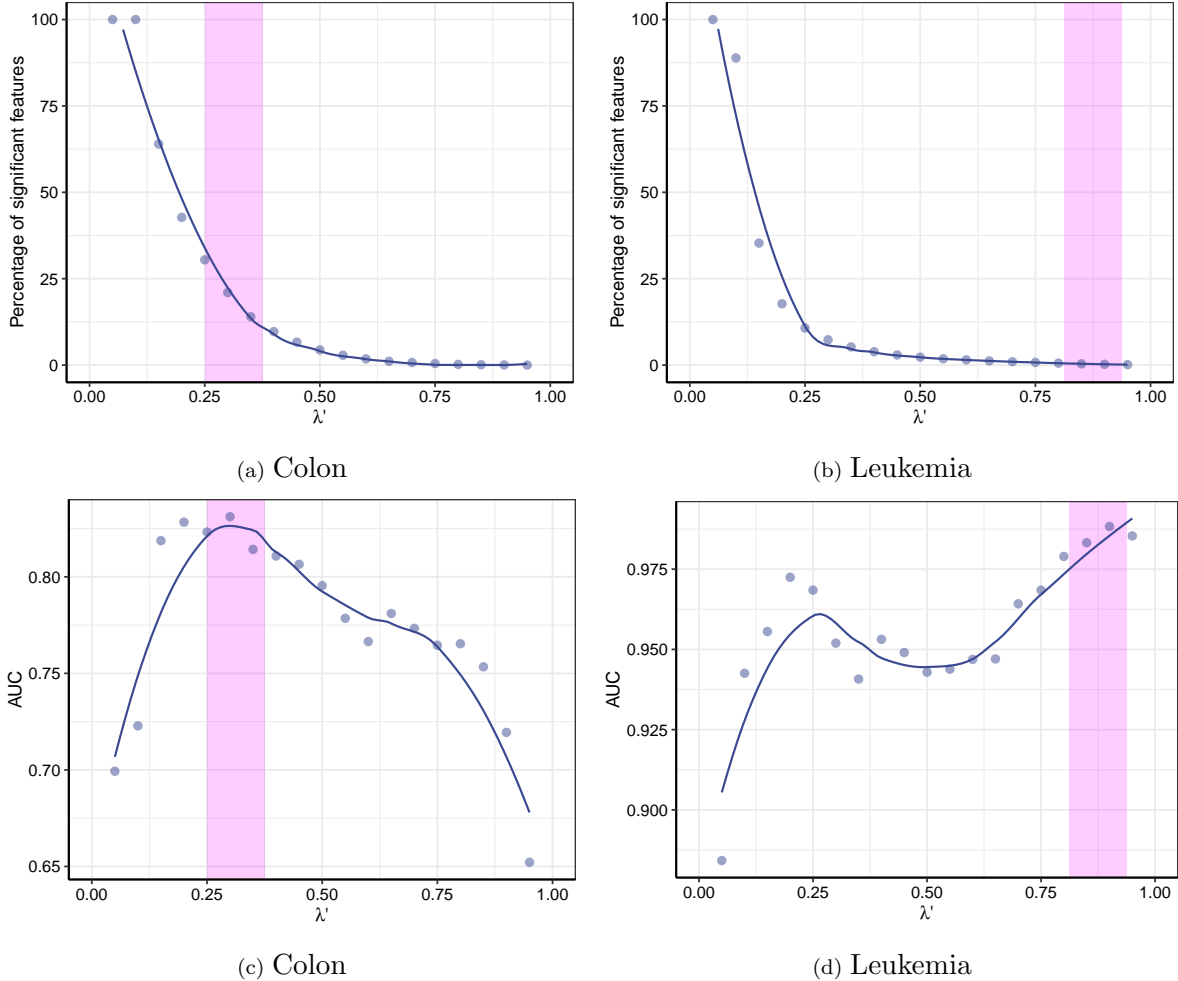 Percentage of significant features
100
75
50
25
0
0.00 0.25 0.50 0.75 1.00
λ'
(a) Colon
Percentage of significant features
100
75
50
25
0
0.00 0.25 0.50 0.75 1.00
λ'
(b) Leukemia
AUC
0.80
0.75
0.70
0.65
0.00 0.25 0.50 0.75 1.00
λ'
(c) Colon
AUC
0.975
0.950
0.925
0.900
0.00 0.25 0.50 0.75 1.00
λ'
(d) Leukemia